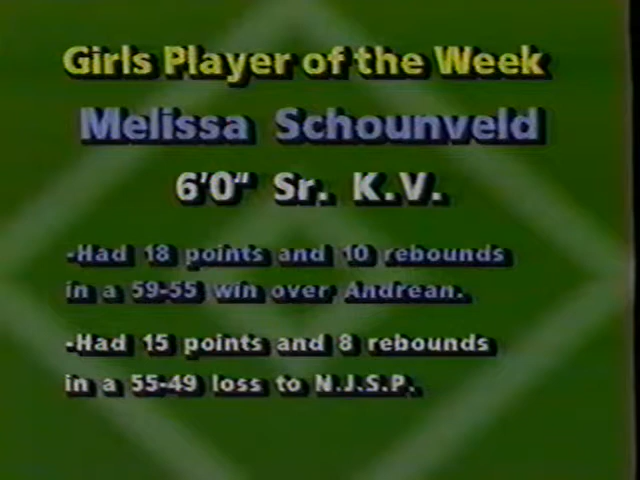 Girls Player of the Week
Melissa Schounveld
6'0" Sr. K.V.
-Had 18 points and 10 rebounds
in a 59-55 win over Andrean.
-Had 15 points and 8 rebounds
in a 55-49 loss to N.J.S.P.